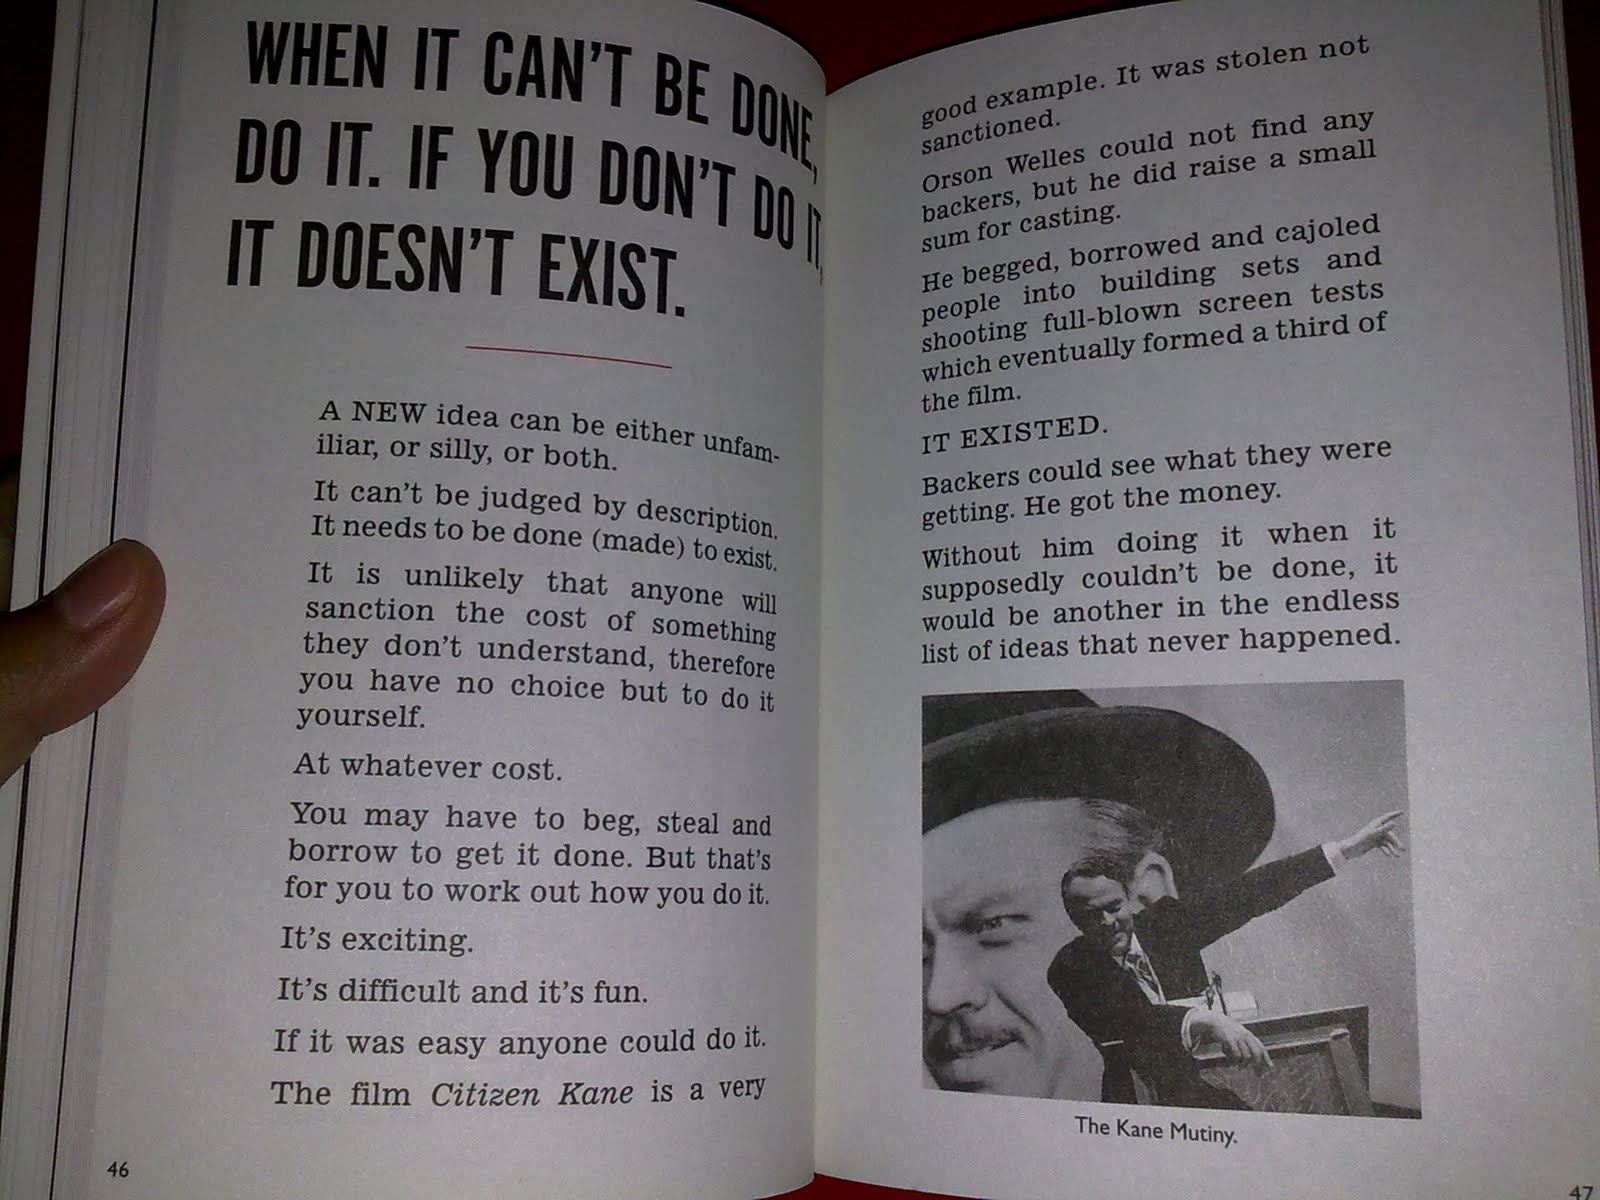 WHEN IT CAN'T BE DONE,
DO IT. IF YOU DON'T DO IT,
IT DOESN'T EXIST.
A NEW idea can be either unfam-
iliar, or silly, or both.
It can't be judged by description.
It needs to be done (made) to exist.
It is unlikely that anyone will
sanction the cost of something
they don't understand, therefore
you have no choice but to do it
yourself.
At whatever cost.
You may have to beg, steal and
borrow to get it done. But that's
for you to work out how you do it.
It's exciting.
It's difficult and it's fun.
If it was easy anyone could do it.
The film Citizen Kane is a very
46
good example. It was stolen not
sanctioned.
Orson Welles could not find any
backers, but he did raise a small
sum for casting.
He begged, borrowed and cajoled
people into building sets and
shooting full-blown screen tests
which eventually formed a third of
the film.
IT EXISTED.
Backers could see what they were
getting. He got the money.
Without him doing it when it
supposedly couldn't be done, it
would be another in the endless
list of ideas that never happened.
The Kane Mutiny.
47